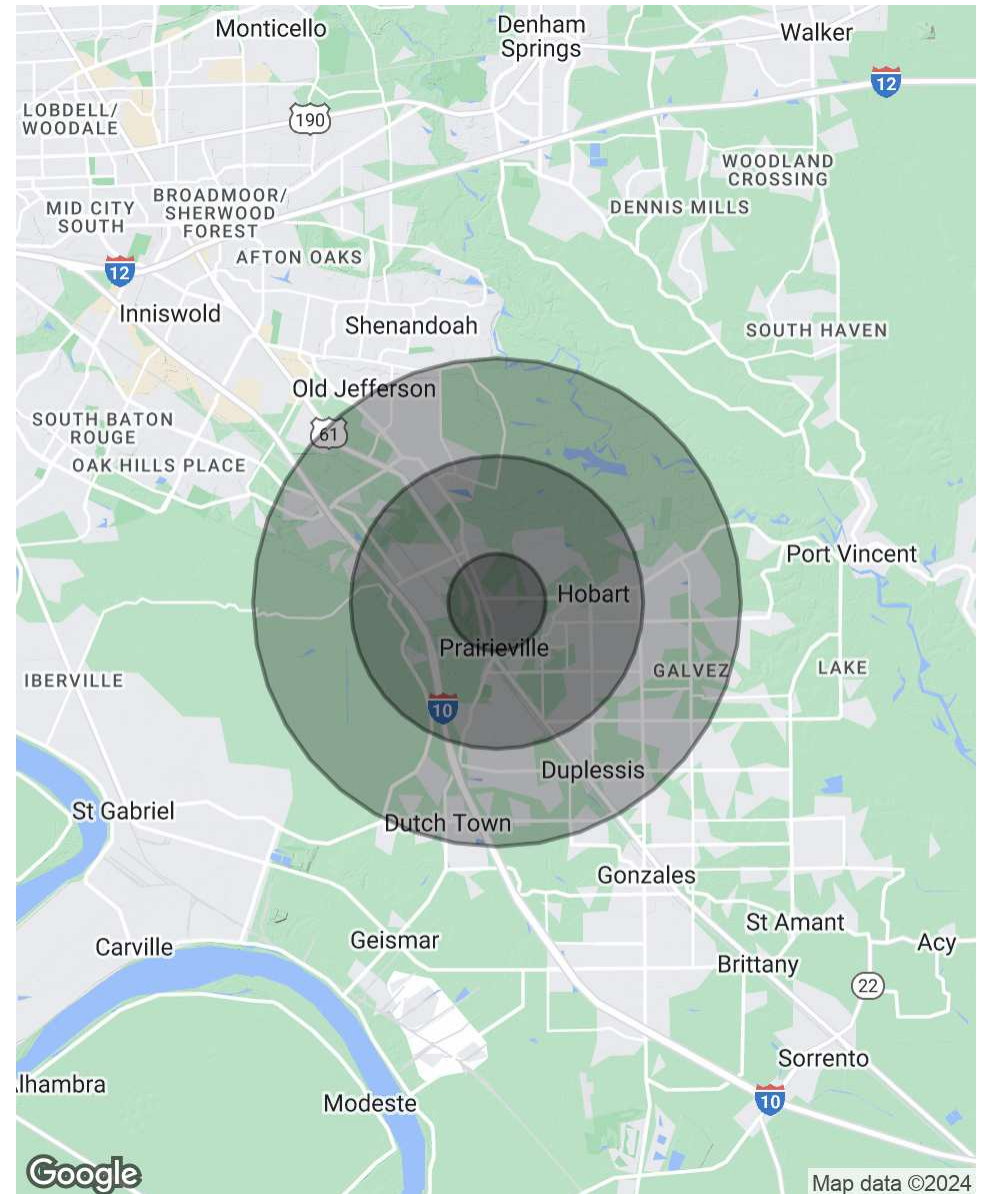 Monticello
Denham
Springs
Walker
12
LOBDELL/
WOODALE
190
WOODLAND
CROSSING
BROADMOOR/
SHERWOOD
FOREST
MID CITY
SOUTH
DENNIS MILLS
AFTON OAKS
12
Inniswold
Shenandoah
SOUTH HAVEN
Old Jefferson
SOUTH BATON
ROUGE
61
OAK HILLS PLACE
Port Vincent
Hobart
Prairieville
GALVEZ
LAKE
IBERVILLE
10
Duplessis
St Gabriel
Dutch Town
Gonzales
St Amant
Carville
Geismar
Acy
Brittany
22
Sorrento
lhambra
10
Modeste
Google
Map data ©2024